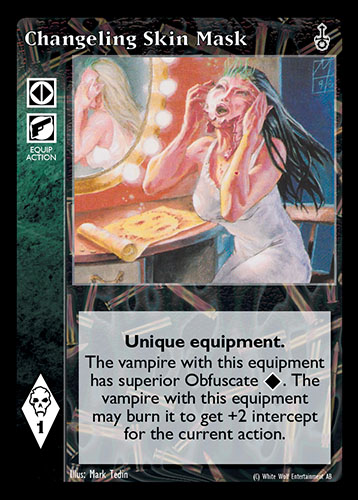 Changeling Skin Mask
EQUIP
ACTION
Unique equipment.
The vampire with this equipment
has superior Obfuscate ◆. The
vampire with this equipment
may burn it to get +2 intercept
for the current action.
1
Illus: Mark Tedin
(C) White Wolf Entertainment AB